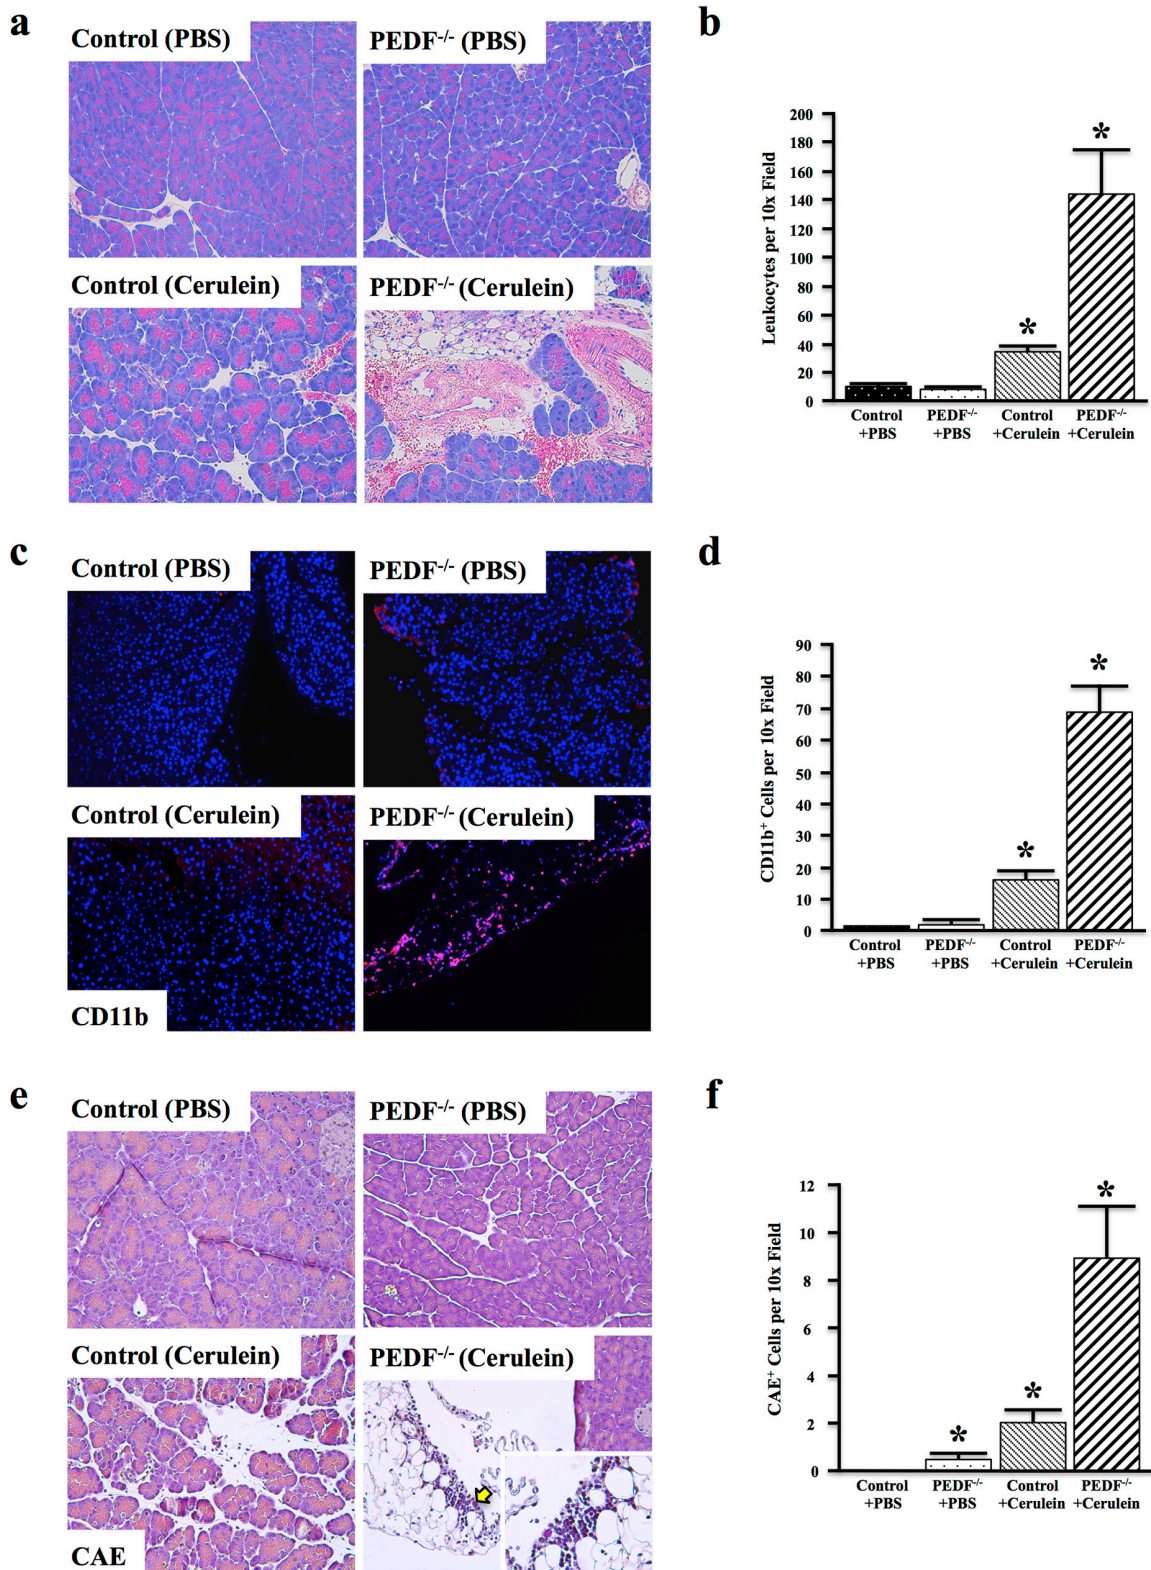 a
Control (PBS)
PEDF-/- (PBS)
Control (Cerulein)
PEDF-/- (Cerulein)
b
Leukocytes per 10x Field
200
180
160
140
120
100
80
60
40
20
0
*
*
Control
+PBS
PEDF-/-
+PBS
Control
+Cerulein
PEDF-/-
+Cerulein
c
Control (PBS)
PEDF-/- (PBS)
Control (Cerulein)
PEDF-/- (Cerulein)
CD11b
d
CD11b+ Cells per 10x Field
90
80
70
60
50
40
30
20
10
0
*
*
Control
+PBS
PEDF-/-
+PBS
Control
+Cerulein
PEDF-/-
+Cerulein
e
Control (PBS)
PEDF-/- (PBS)
Control (Cerulein)
PEDF-/- (Cerulein)
CAE
f
CAE+ Cells per 10x Field
12
10
8
6
4
2
0
*
*
*
Control
+PBS
PEDF-/-
+PBS
Control
+Cerulein
PEDF-/-
+Cerulein